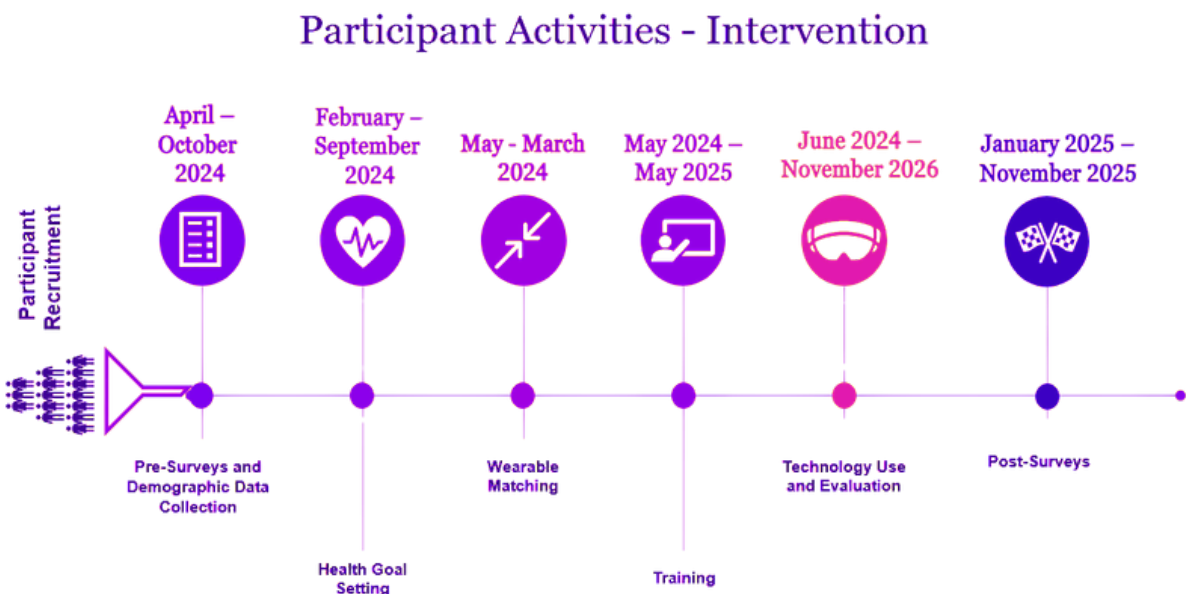 Participant Activities - Intervention
April –
October
2024
February –
September
2024
May - March
2024
May 2024 –
May 2025
June 2024 –
November 2026
January 2025 –
November 2025
Participant
Recruitment
Pre-Surveys and
Demographic Data
Collection
Health Goal
Setting
Wearable
Matching
Training
Technology Use
and Evaluation
Post-Surveys